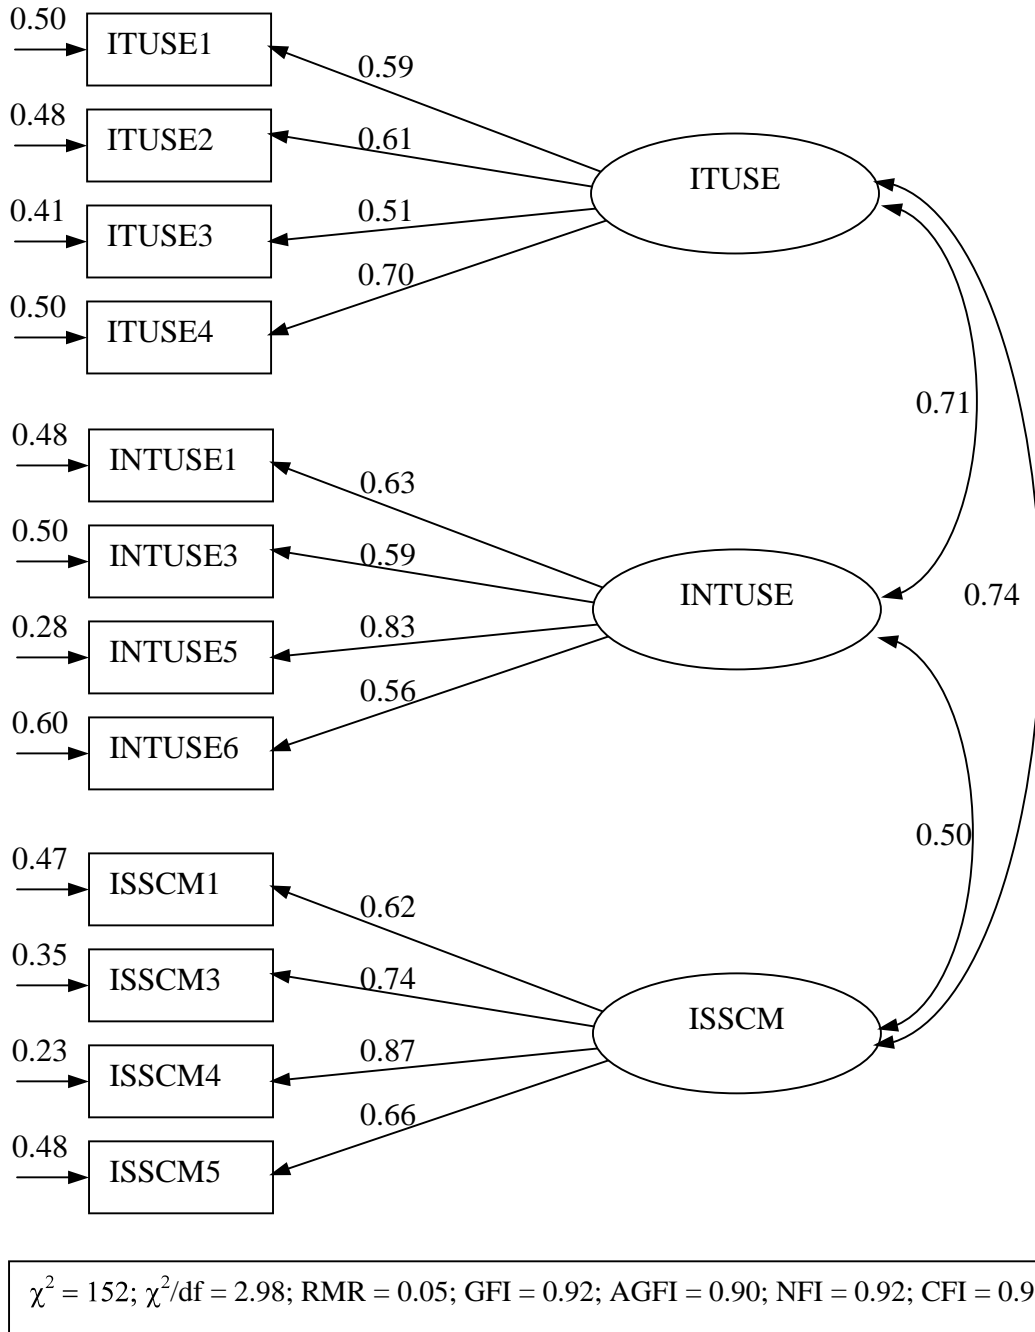 0.50
ITUSE1
0.59
0.48
ITUSE2
0.61
ITUSE
0.41
ITUSE3
0.51
0.50
ITUSE4
0.70
0.71
0.48
INTUSE1
0.63
0.50
INTUSE3
0.59
INTUSE
0.74
0.28
INTUSE5
0.83
0.60
INTUSE6
0.56
0.50
0.47
ISSCM1
0.62
0.35
ISSCM3
0.74
ISSCM
0.23
ISSCM4
0.87
0.48
ISSCM5
0.66
χ² = 152; χ²/df = 2.98; RMR = 0.05; GFI = 0.92; AGFI = 0.90; NFI = 0.92; CFI = 0.9